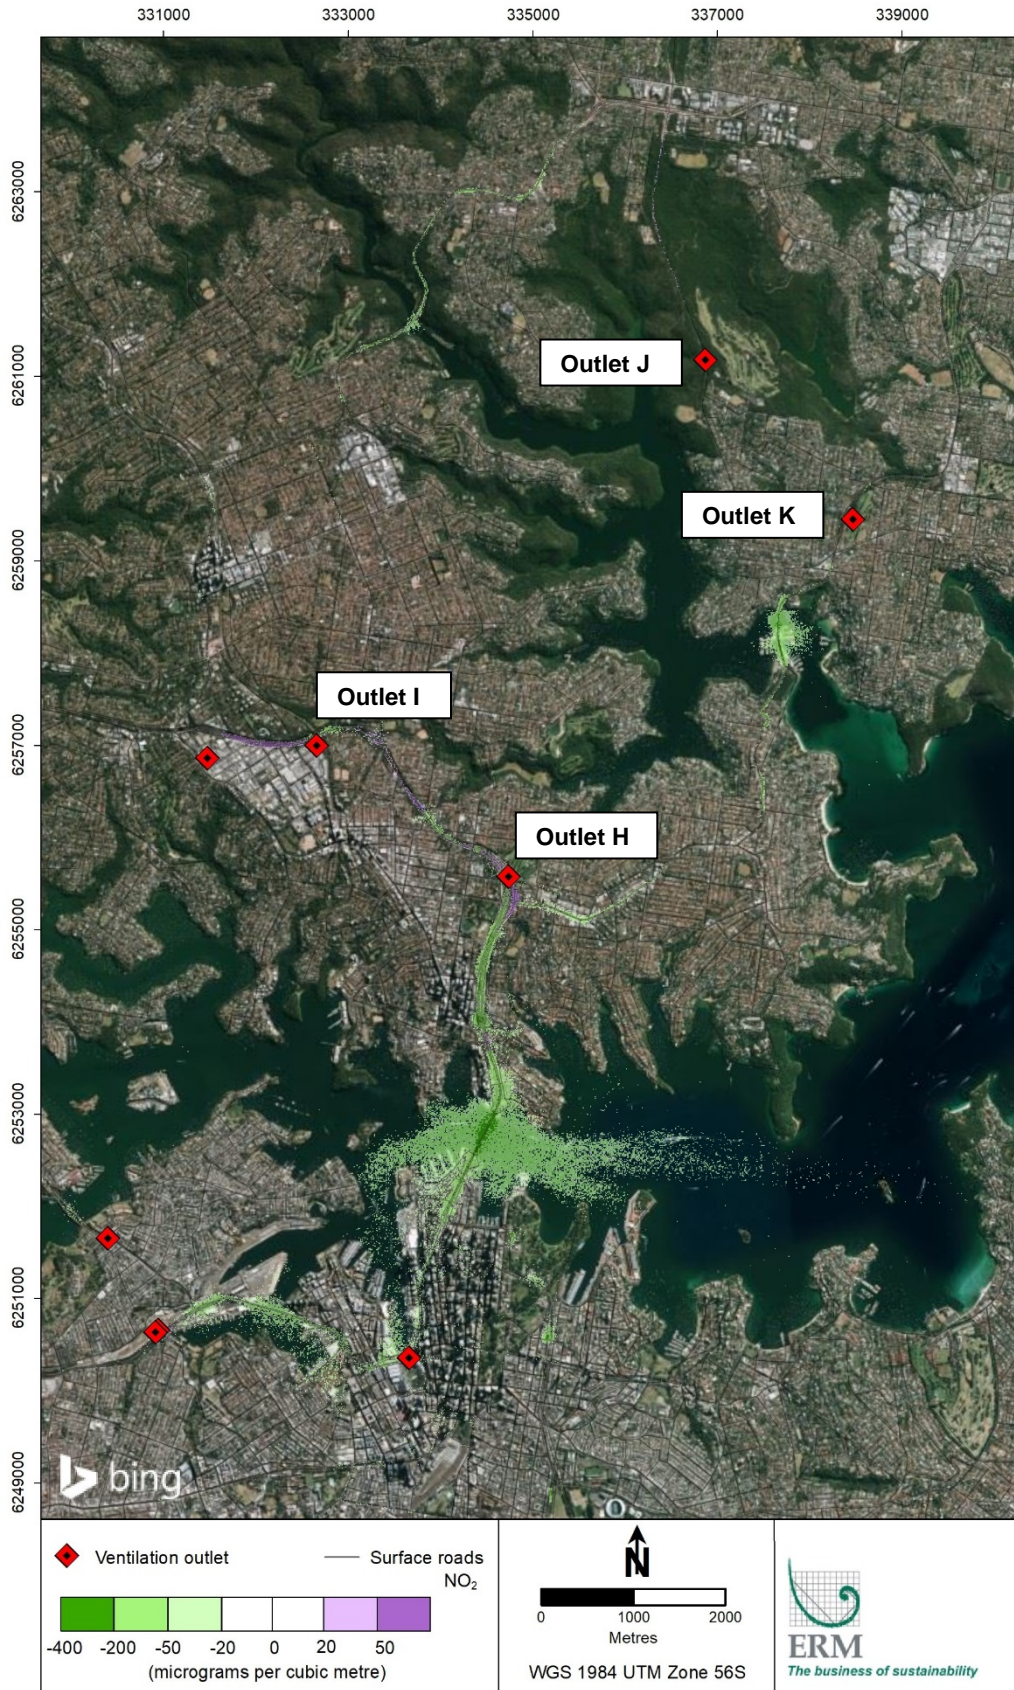 331000 333000 335000 337000 339000
6263000
6261000
Outlet J
Outlet K
6259000
Outlet I
6257000
Outlet H
6255000
6253000
6251000
6249000
bing
Ventilation outlet
Surface roads
NO₂
-400 -200 -50 -20 0 20 50
(micrograms per cubic metre)
N
0 1000 2000
Metres
WGS 1984 UTM Zone 56S
ERM
The business of sustainability